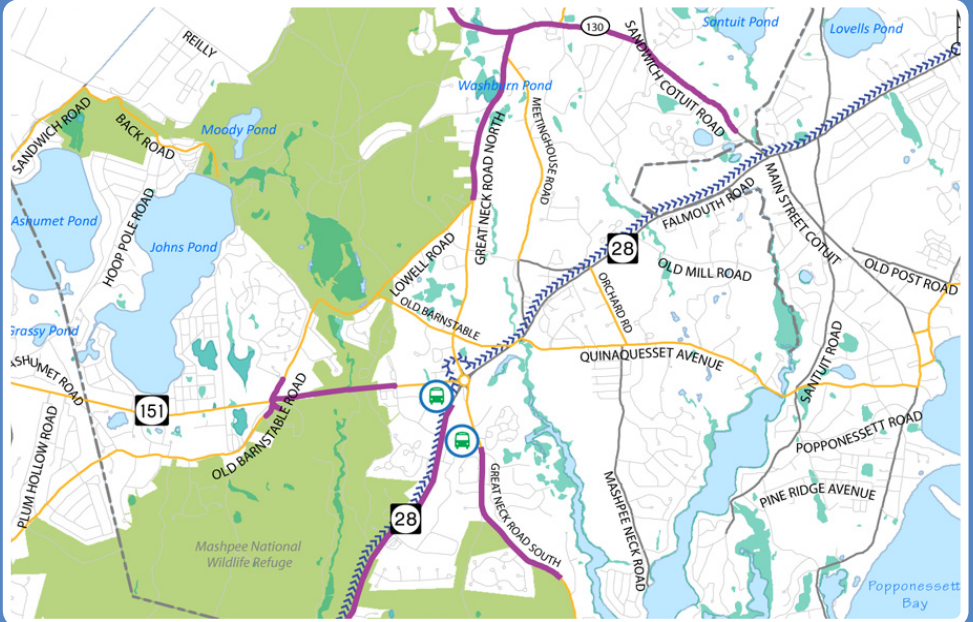 130
Santuit Pond
Lovells Pond
SANDWICH COTUIT ROAD
REILLY
Washburn Pond
SANDWICH ROAD
BACK ROAD
Moody Pond
MEETINGHOUSE ROAD
GREAT NECK ROAD NORTH
MAIN STREET COTUIT
FALMOUTH ROAD
HOOP POLE ROAD
Ashumet Pond
Johns Pond
28
LOWELL ROAD
OLD MILL ROAD
OLD POST ROAD
ORCHARD RD
OLD BARNSTABLE
Grassy Pond
QUINAQUESSET AVENUE
SANTUIT ROAD
ASHUMET ROAD
151
OLD BARNSTABLE ROAD
PLUM HOLLOW ROAD
POPPONESSETT ROAD
GREAT NECK ROAD SOUTH
MASHPEE NECK ROAD
PINE RIDGE AVENUE
28
Mashpee National
Wildlife Refuge
Popponessett
Bay